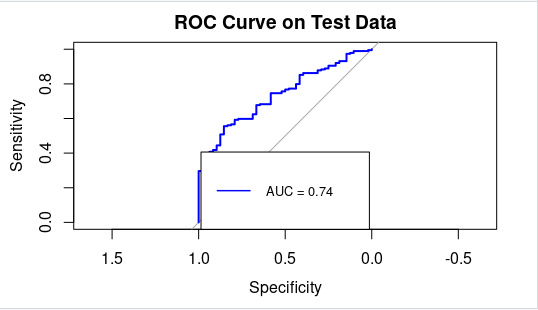 ROC Curve on Test Data
Sensitivity
0.8
0.4
0.0
AUC = 0.74
1.5 1.0 0.5 0.0 -0.5
Specificity